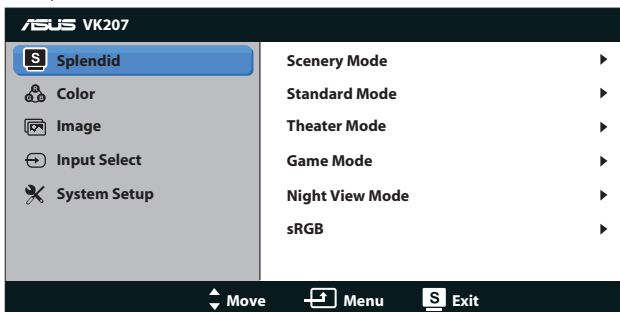 ASUS VK207
S Splendid
Color
Image
Input Select
System Setup
Scenery Mode
Standard Mode
Theater Mode
Game Mode
Night View Mode
sRGB
Move Menu S Exit